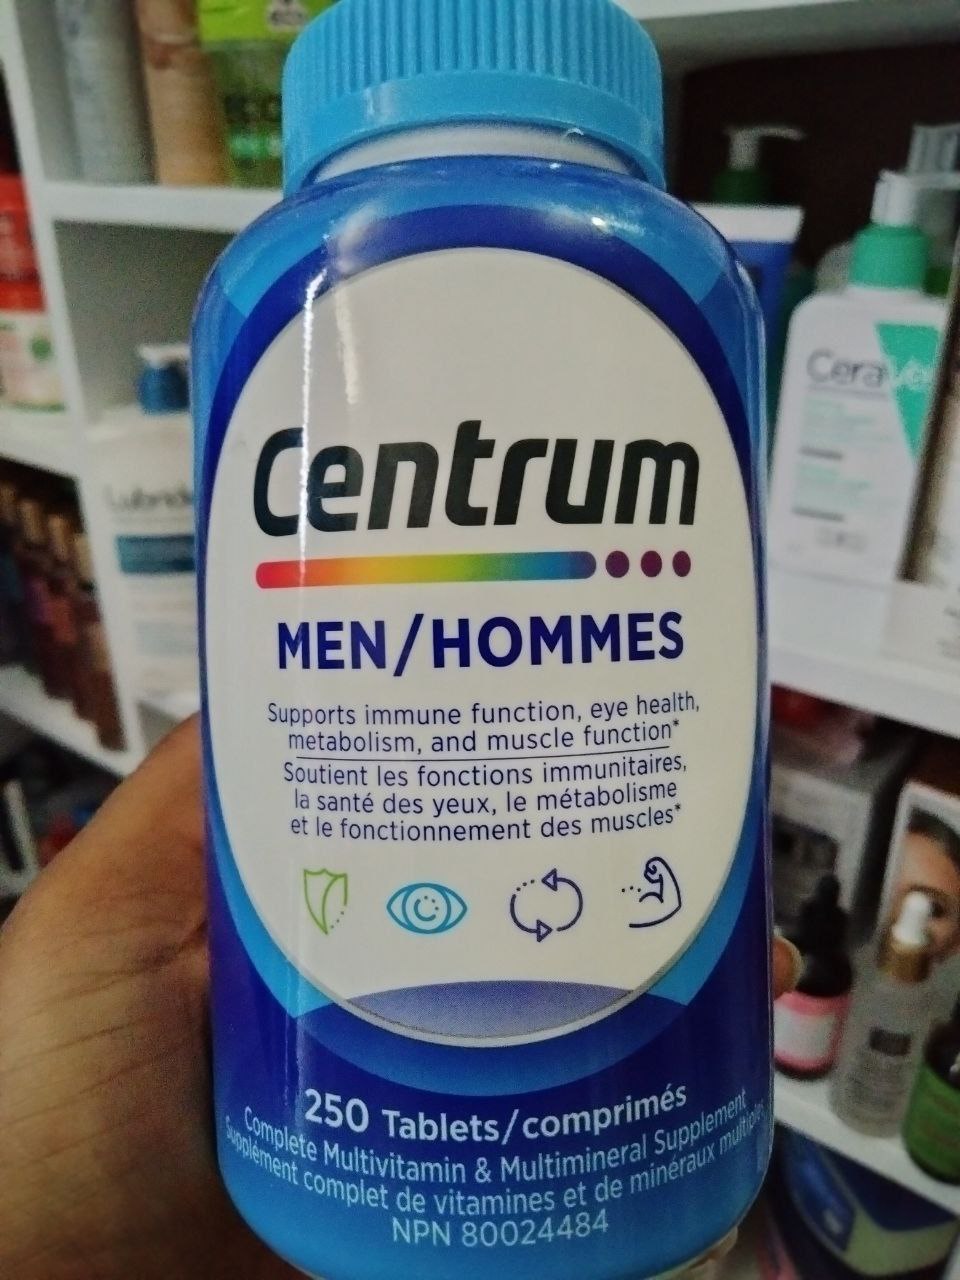 Centrum
MEN/HOMMES
Supports immune function, eye health,
metabolism, and muscle function*
Soutient les fonctions immunitaires,
la santé des yeux, le métabolisme
et le fonctionnement des muscles*
250 Tablets/comprimés
Complete Multivitamin & Multimineral Supplement
Supplément complet de vitamines et de minéraux multiples
NPN 80024484
CeraVe
Lubrid